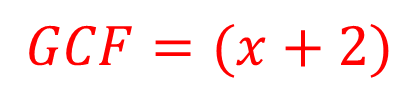 GCF = (x + 2)